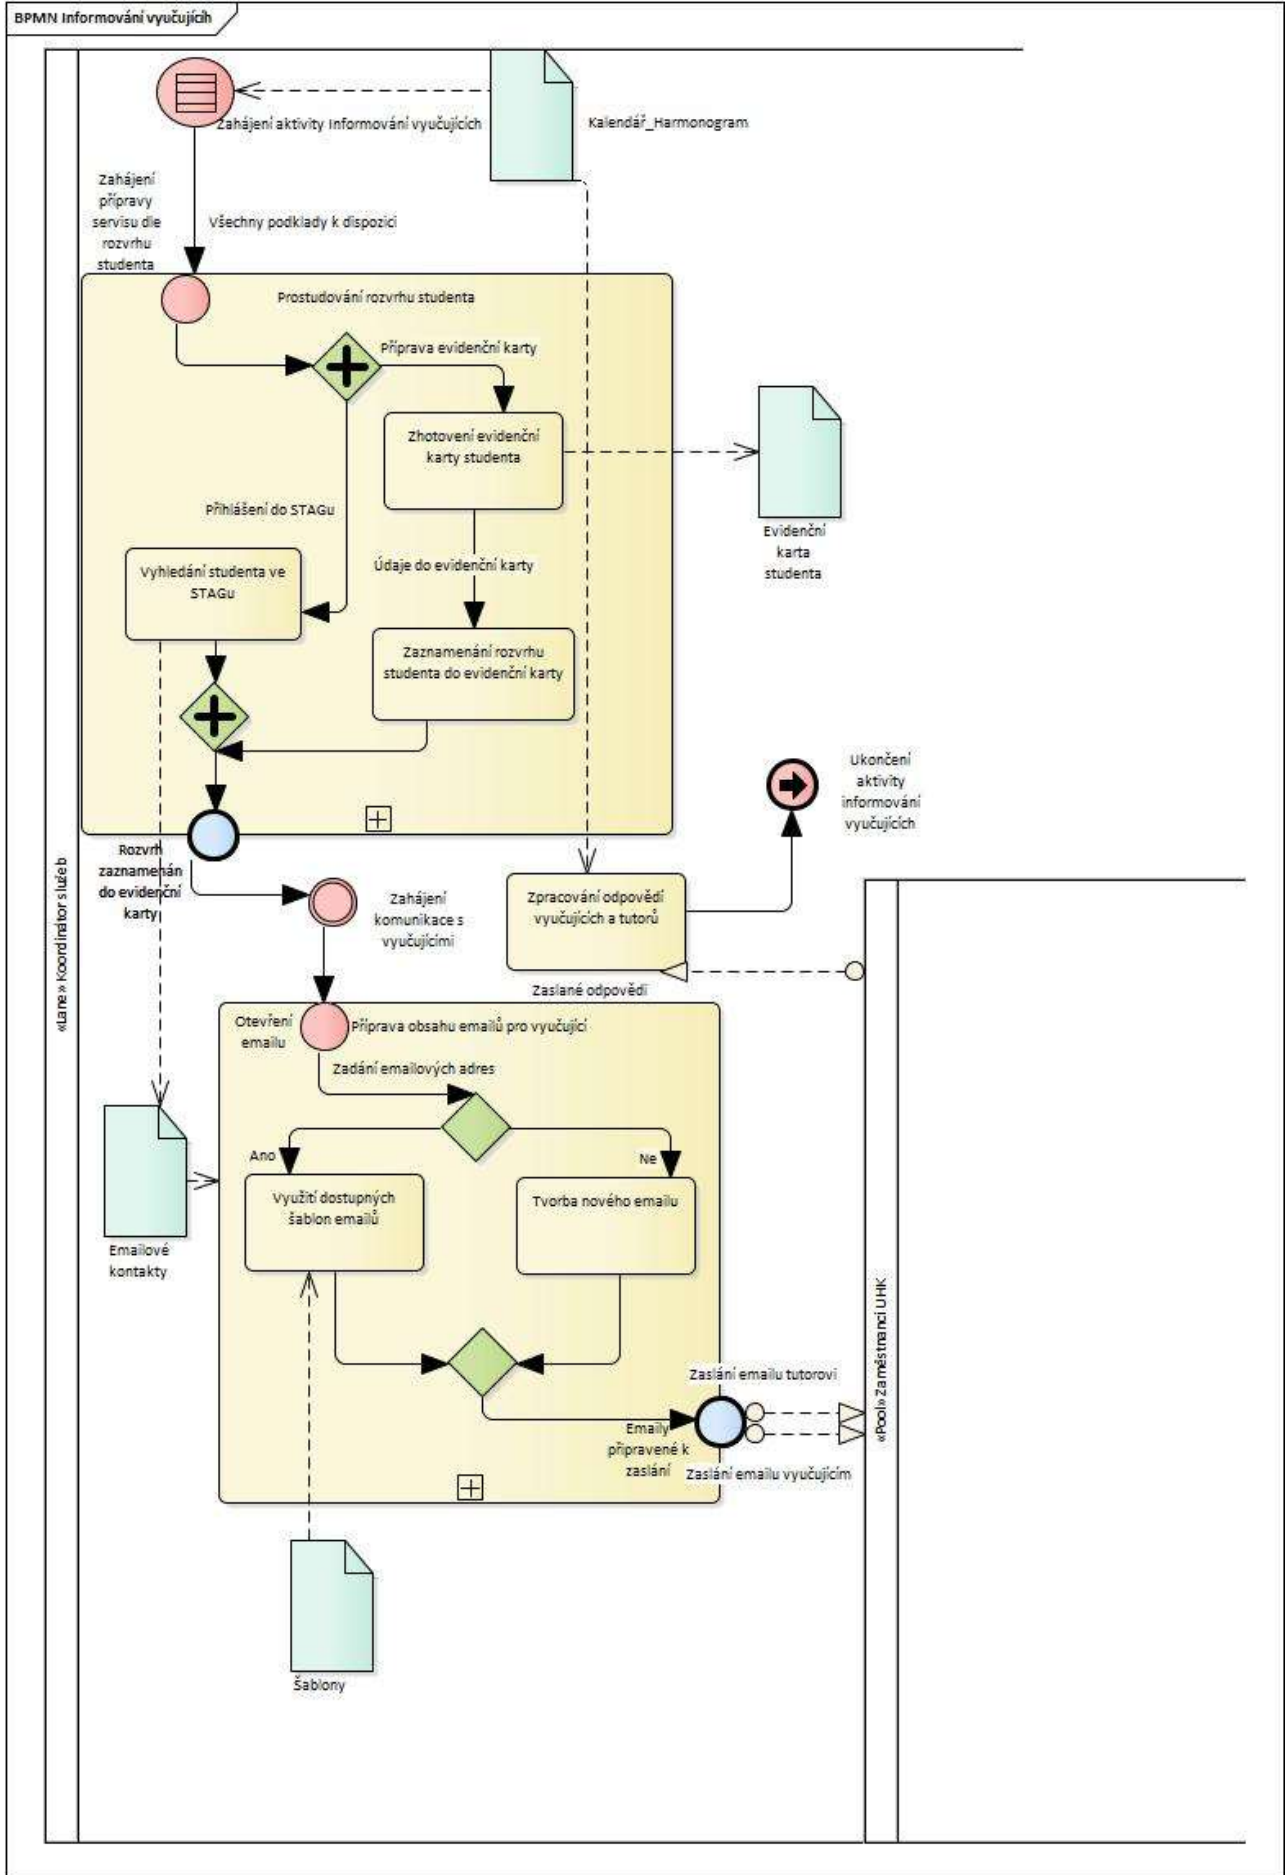 BPMN Informování vyučujících
Zahájení aktivity Informování vyučujících
Kalendář_Harmonogram
Zahájení
přípravy
servisu dle
rozvrhu
studenta
Všechny podklady k dispozici
Prostudování rozvrhu studenta
Příprava evidenční karty
Zhotovení evidenční
karty studenta
Přihlášení do STAGu
Evidenční
karta
studenta
Vyhledání studenta ve
STAGu
Údaje do evidenční karty
Zaznamenání rozvrhu
studenta do evidenční karty
Ukončení
aktivity
informování
vyučujících
Rozvrh
zaznamenán
do evidenční
karty
Zahájení
komunikace s
vyučujícími
Zpracování odpovědí
vyučujících a tutorů
«Lane» Koordinátor služeb
Zaslané odpovědi
Otevření
emailu
Příprava obsahu emailů pro vyučující
Zadání emailových adres
Ano
Ne
Využití dostupných
šablon emailů
Tvorba nového emailu
Emailové
kontakty
«Pool» Zaměstnanci UHK
Zaslání emailu tutorovi
Emaily
připravené k
zaslání
Zaslání emailu vyučujícím
Šablony